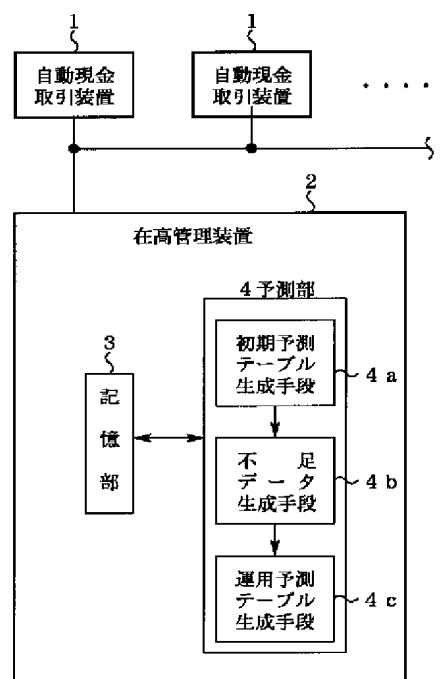 1
1
自動現金
取引装置
自動現金
取引装置
・・・・
2
在高管理装置
4 予測部
3
記
憶
部
初期予測
テーブル
生成手段
4 a
不足
データ
生成手段
4 b
運用予測
テーブル
生成手段
4 c